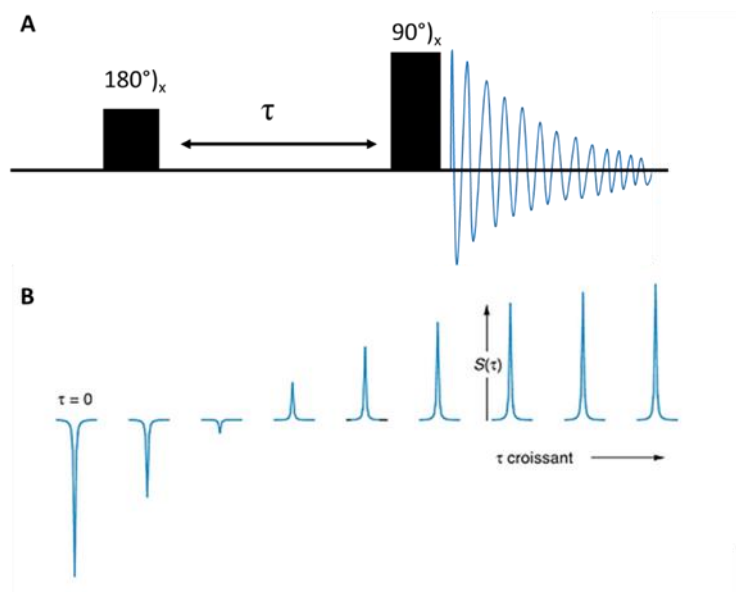 A
180°)ₓ
90°)ₓ
τ
B
τ = 0
S(τ)
τ croissant